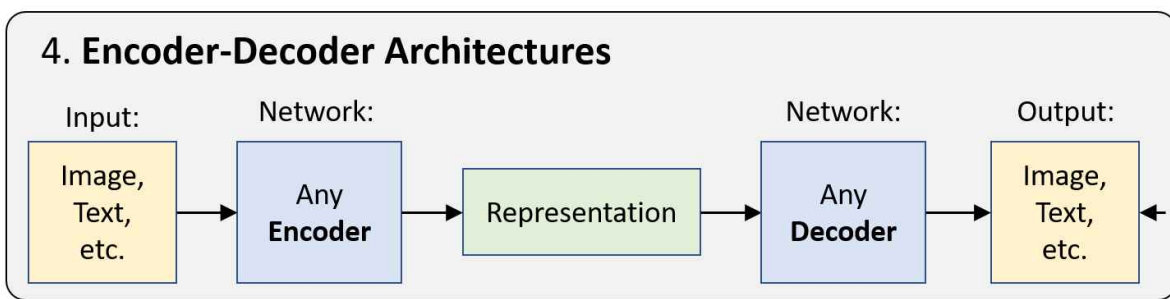 4. Encoder-Decoder Architectures
Input:
Network:
Network:
Output:
Image,
Text,
etc.
Any
Encoder
Representation
Any
Decoder
Image,
Text,
etc.